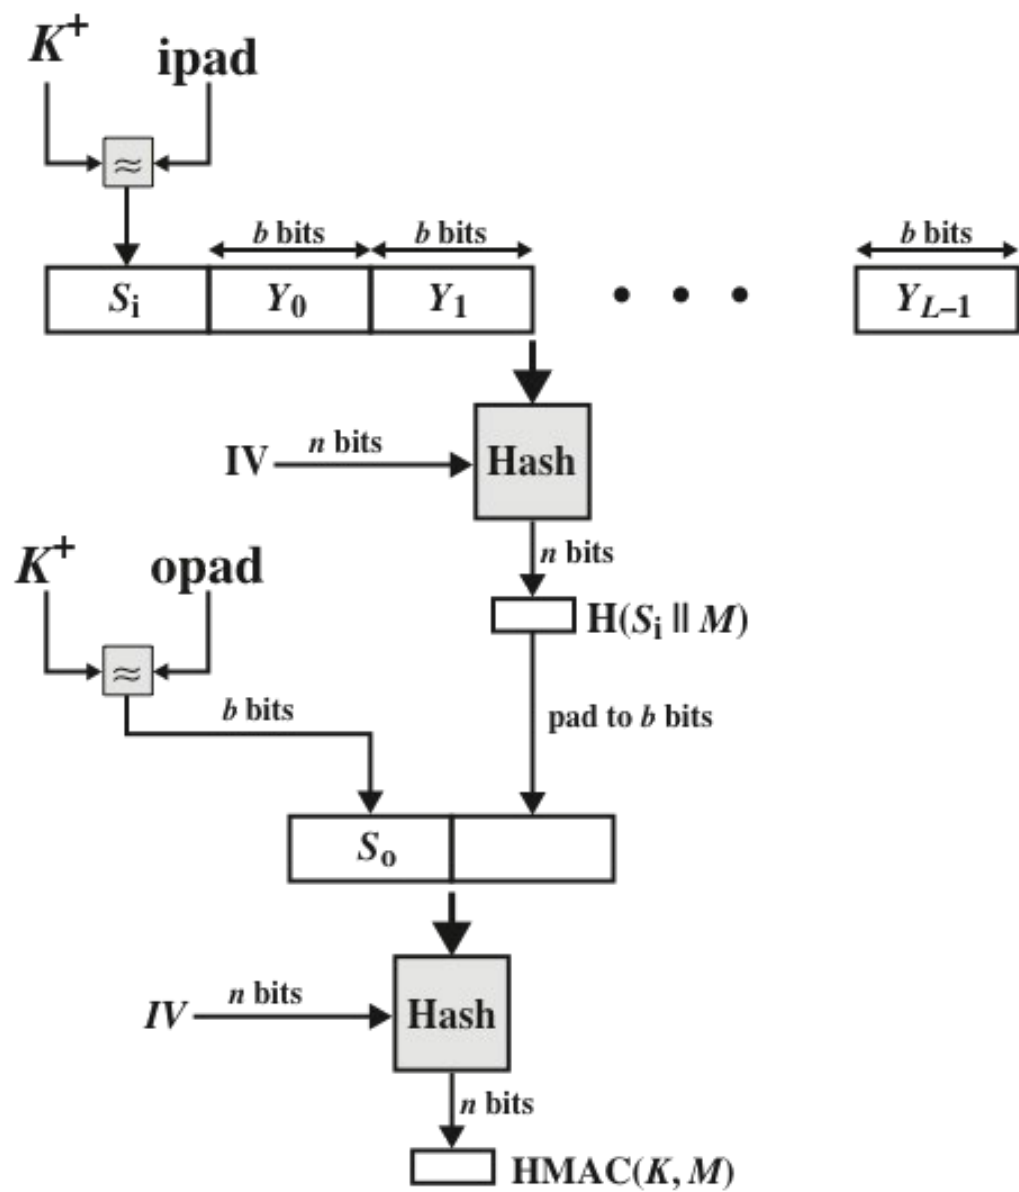 K+ ipad
≈
b bits b bits b bits
Si Y0 Y1 • • • YL–1
IV n bits Hash
n bits
K+ opad
H(Si || M)
≈
b bits pad to b bits
So
IV n bits Hash
n bits
HMAC(K, M)